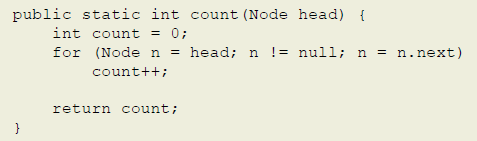 public static int count(Node head) {
    int count = 0;
    for (Node n = head; n != null; n = n.next)
        count++;

    return count;
}